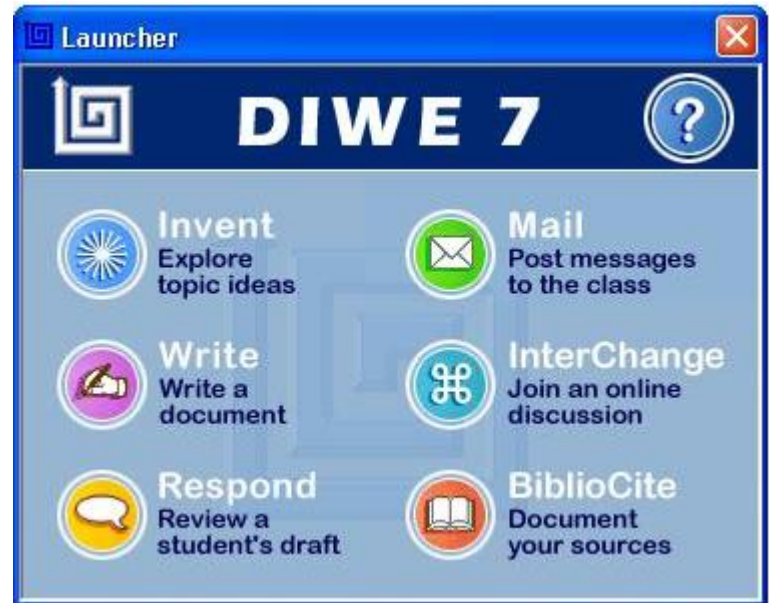 Launcher
DIWE 7
?
Invent
Explore
topic ideas
Mail
Post messages
to the class
Write
Write a
document
InterChange
Join an online
discussion
Respond
Review a
student's draft
BiblioCite
Document
your sources